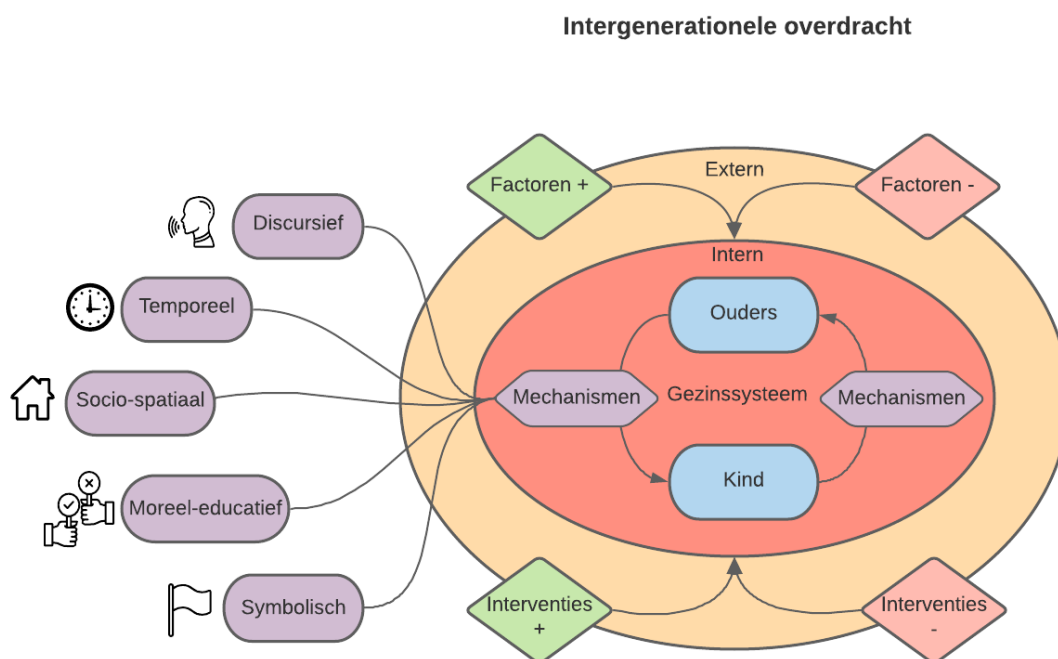 Intergenerationele overdracht
Extern
Factoren +
Factoren -
Discursief
Intern
Temporeel
Ouders
Socio-spatiaal
Mechanismen
Gezinssysteem
Mechanismen
Moreel-educatief
Kind
Symbolisch
Interventies
+
Interventies
-